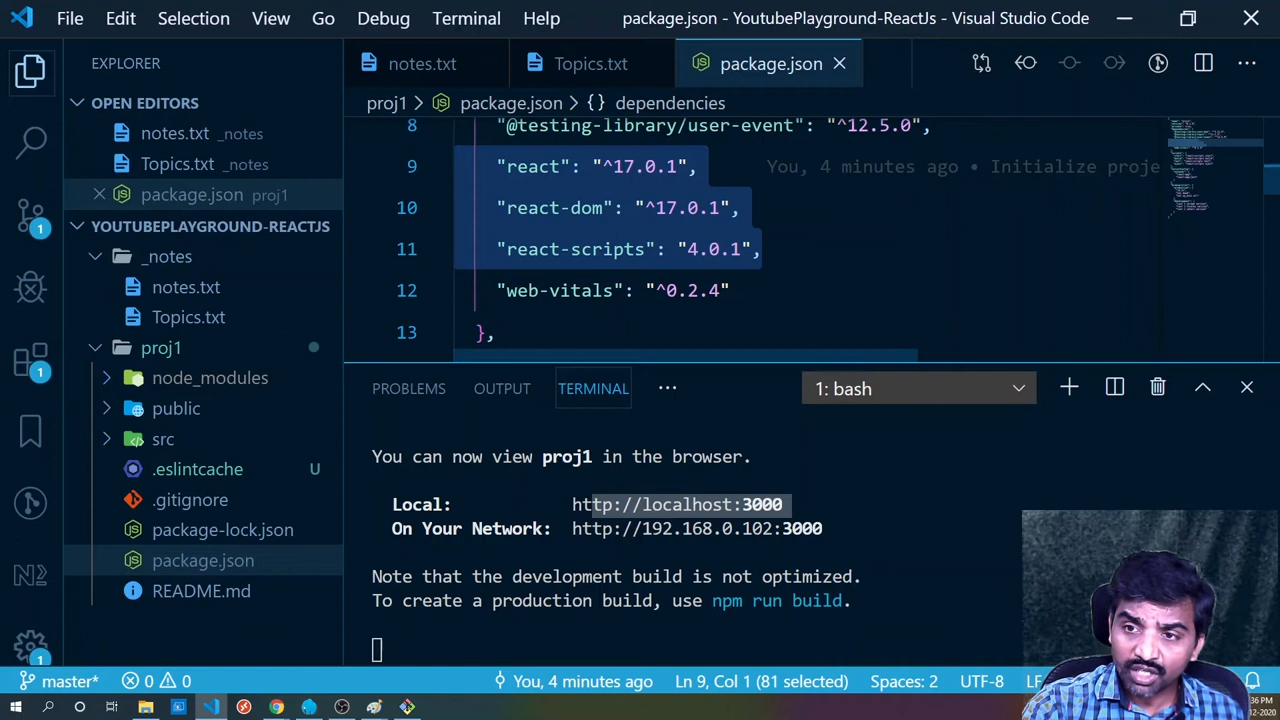 File Edit Selection View Go Debug Terminal Help
package.json - YoutubePlayground-ReactJs - Visual Studio Code
EXPLORER
OPEN EDITORS
notes.txt _notes
Topics.txt _notes
package.json proj1
YOUTUBEPLAYGROUND-REACTJS
_notes
notes.txt
Topics.txt
proj1
node_modules
public
src
.eslintcache U
.gitignore
package-lock.json
package.json
README.md
1
1
1
notes.txt
Topics.txt
package.json
proj1 > package.json > {} dependencies
8 "@testing-library/user-event": "^12.5.0",
9 "react": "^17.0.1", You, 4 minutes ago • Initialize proje
10 "react-dom": "^17.0.1",
11 "react-scripts": "4.0.1",
12 "web-vitals": "^0.2.4"
13 },
PROBLEMS OUTPUT TERMINAL ···
1: bash
You can now view proj1 in the browser.
Local: http://localhost:3000
On Your Network: http://192.168.0.102:3000
Note that the development build is not optimized.
To create a production build, use npm run build.
master* 0 0 You, 4 minutes ago Ln 9, Col 1 (81 selected) Spaces: 2 UTF-8 LF
:36 PM
-12-2020